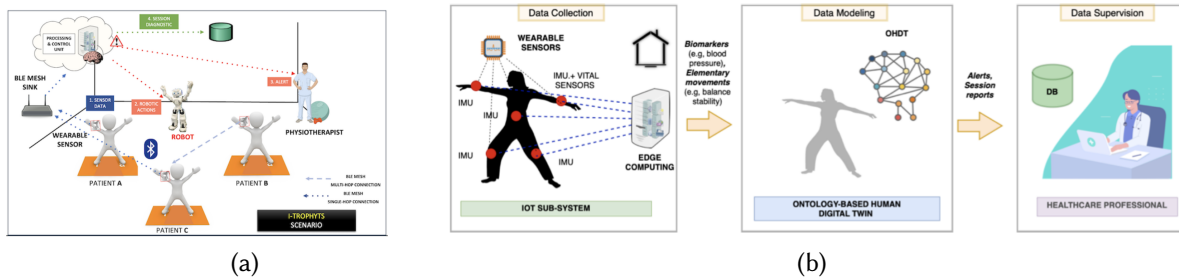 4. SESSION
DIAGNOSTIC
PROCESSING
& CONTROL
UNIT
BLE MESH
SINK
1. SENSOR
DATA
2. ROBOTIC
ACTIONS
3. ALERT
WEARABLE
SENSOR
ROBOT
PHYSIOTHERAPIST
PATIENT A
PATIENT B
PATIENT C
BLE MESH
MULTI-HOP CONNECTION
BLE MESH
SINGLE-HOP CONNECTION
i-TROPHYTS
SCENARIO
(a)
Data Collection
WEARABLE
SENSORS
IMU.+ VITAL
SENSORS
IMU
IMU
IMU
IMU
EDGE
COMPUTING
IOT SUB-SYSTEM
Biomarkers
(e.g, blood
pressure),
Elementary
movements
(e.g, balance
stability)
Data Modeling
OHDT
ONTOLOGY-BASED HUMAN
DIGITAL TWIN
Alerts,
Session
reports
Data Supervision
DB
HEALTHCARE PROFESSIONAL
(b)